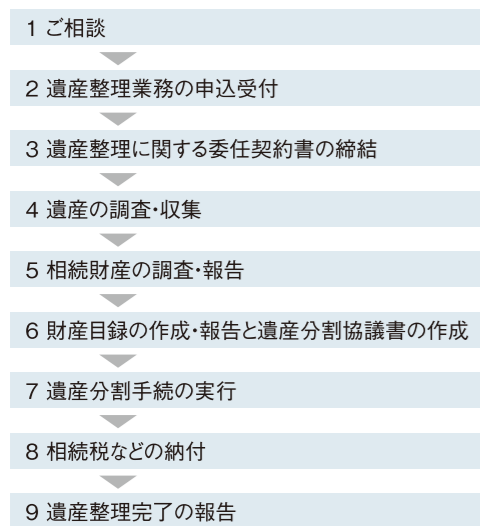 1 ご相談
2 遺産整理業務の申込受付
3 遺産整理に関する委任契約書の締結
4 遺産の調査・収集
5 相続財産の調査・報告
6 財産目録の作成・報告と遺産分割協議書の作成
7 遺産分割手続の実行
8 相続税などの納付
9 遺産整理完了の報告